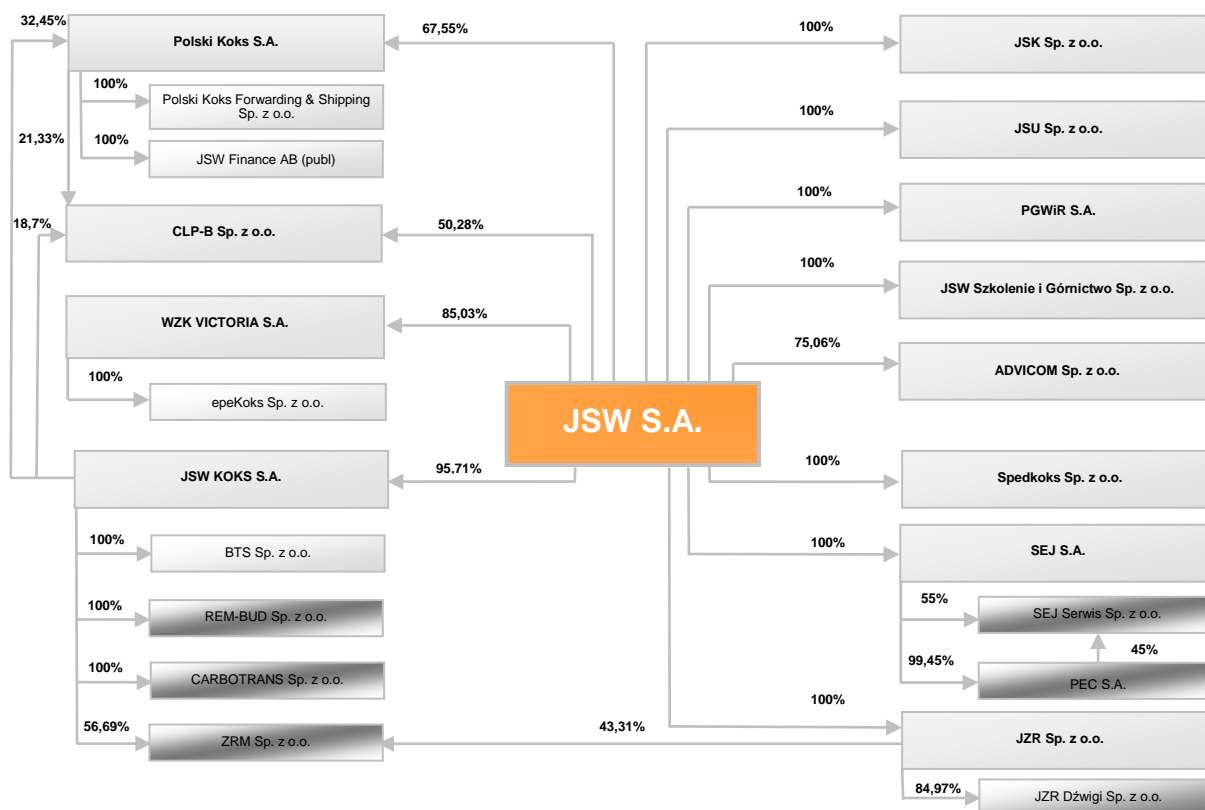 32,45%
Polski Koks S.A.
67,55%
100%
Polski Koks Forwarding & Shipping
Sp. z o.o.
100%
21,33%
JSW Finance AB (publ)
18,7%
CLP-B Sp. z o.o.
50,28%
WZK VICTORIA S.A.
85,03%
100%
epeKoks Sp. z o.o.
JSW S.A.
JSW KOKS S.A.
95,71%
100%
BTS Sp. z o.o.
100%
REM-BUD Sp. z o.o.
100%
CARBOTRANS Sp. z o.o.
56,69%
ZRM Sp. z o.o.
43,31%
100%
JSK Sp. z o.o.
100%
JSU Sp. z o.o.
100%
PGWiR S.A.
100%
JSW Szkolenie i Górnictwo Sp. z o.o.
75,06%
ADVICOM Sp. z o.o.
100%
Spedkoks Sp. z o.o.
100%
SEJ S.A.
55%
SEJ Serwis Sp. z o.o.
99,45%
45%
PEC S.A.
100%
JZR Sp. z o.o.
84,97%
JZR Dźwigi Sp. z o.o.